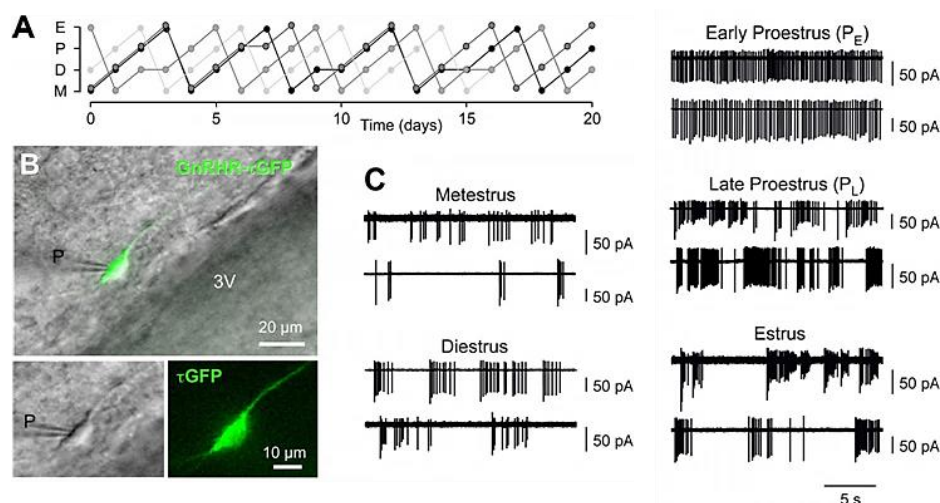 A
E
P
D
M
0
5
10
15
20
Time (days)
B
GnRHR-τGFP
P
3V
20 µm
P
τGFP
10 µm
C
Metestrus
50 pA
50 pA
Diestrus
50 pA
50 pA
Early Proestrus (PE)
50 pA
50 pA
Late Proestrus (PL)
50 pA
50 pA
Estrus
50 pA
50 pA
5 s